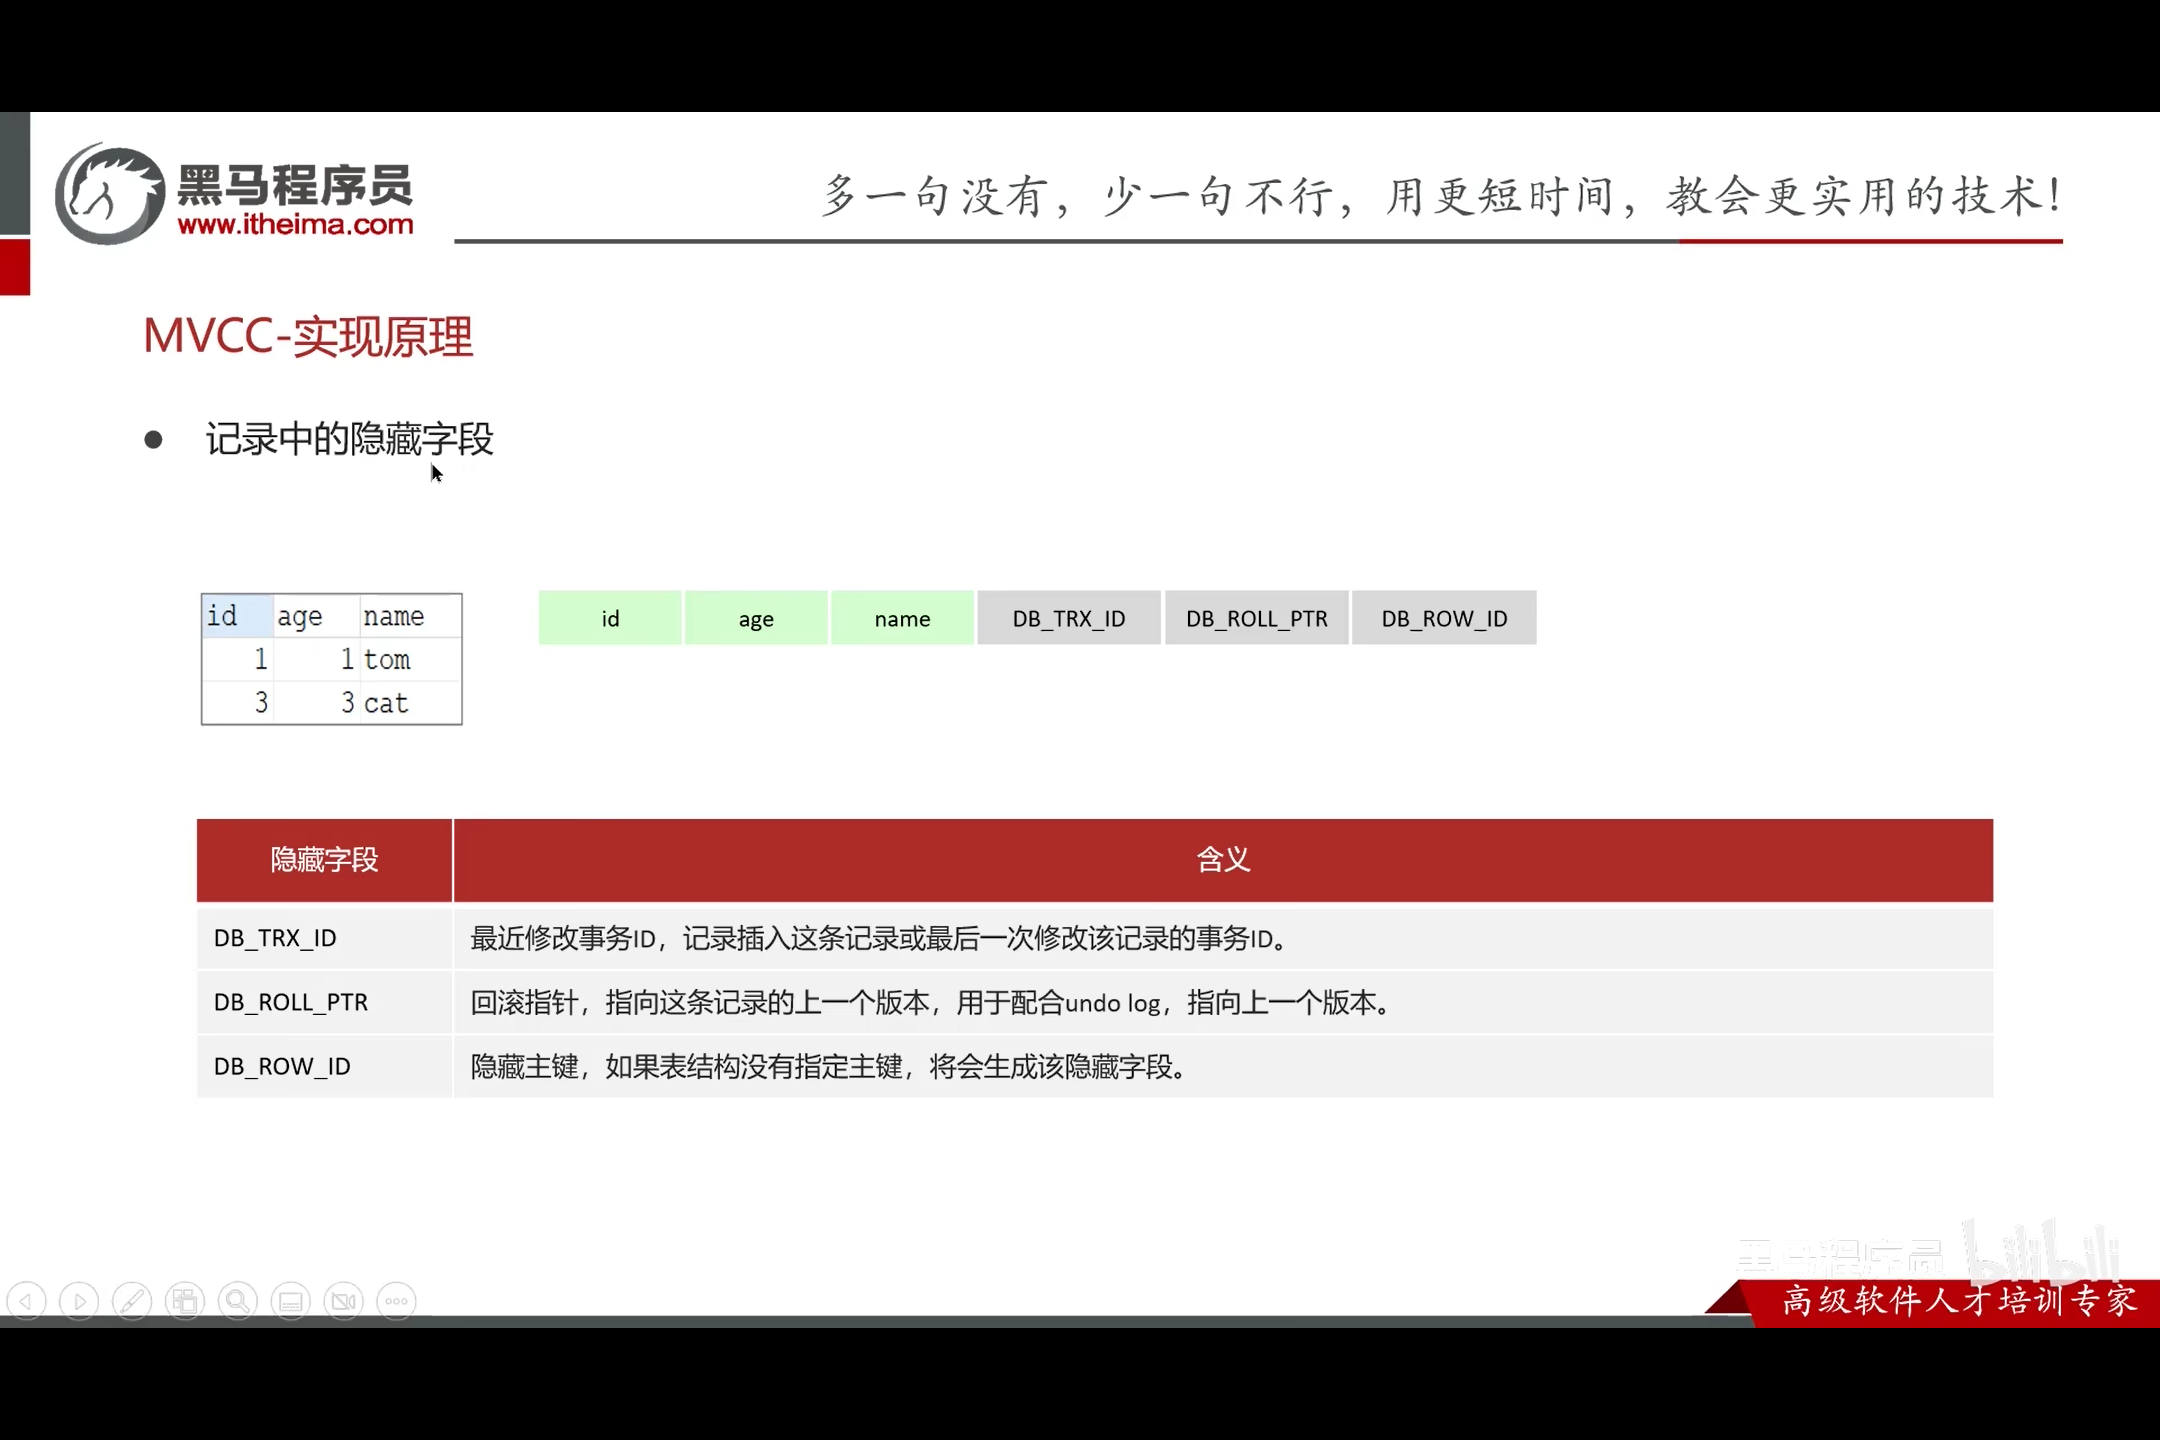 黑马程序员
www.itheima.com
多一句没有，少一句不行，用更短时间，教会更实用的技术！
MVCC-实现原理
● 记录中的隐藏字段
id age name
1 1 tom
3 3 cat
id age name DB_TRX_ID DB_ROLL_PTR DB_ROW_ID
隐藏字段 含义
DB_TRX_ID 最近修改事务ID，记录插入这条记录或最后一次修改该记录的事务ID。
DB_ROLL_PTR 回滚指针，指向这条记录的上一个版本，用于配合undo log，指向上一个版本。
DB_ROW_ID 隐藏主键，如果表结构没有指定主键，将会生成该隐藏字段。
黑马程序员 bilibili
高级软件人才培训专家